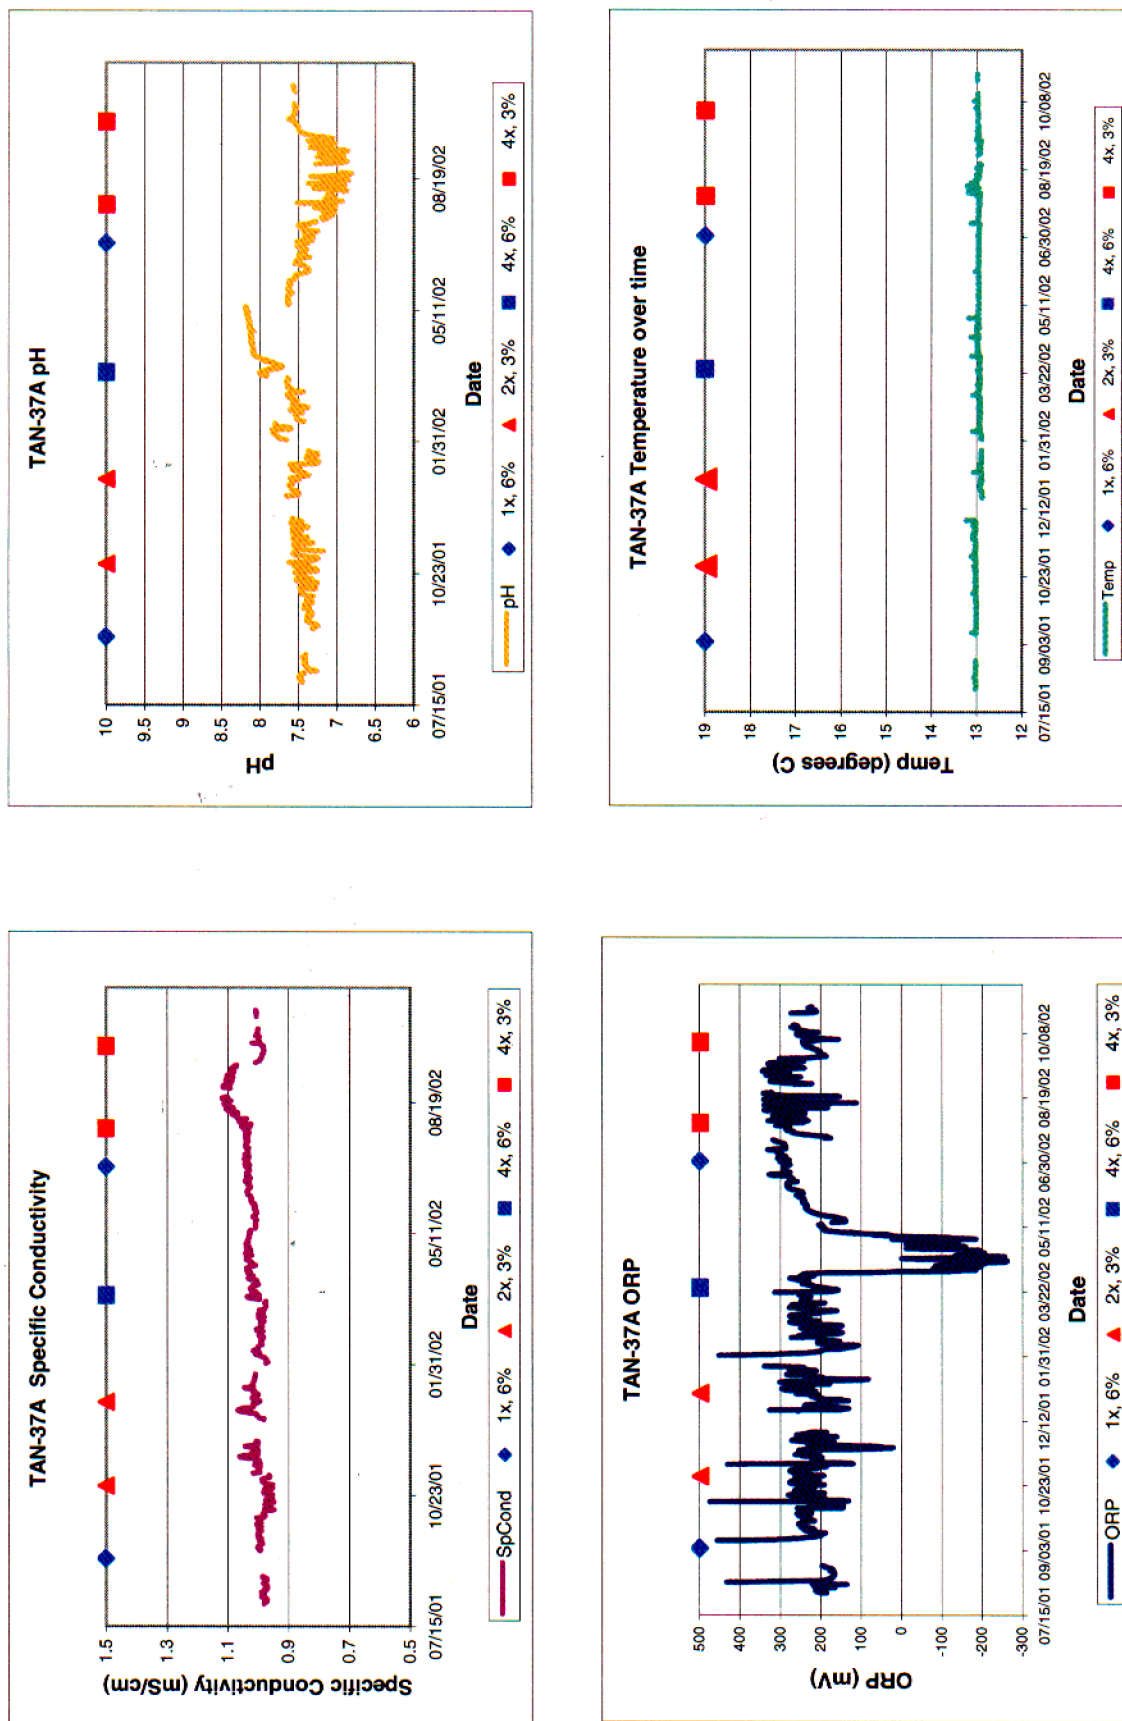 TAN-37A Specific Conductivity
Specific Conductivity (mS/cm)
1.5
1.3
1.1
0.9
0.7
0.5
07/15/01 10/23/01 01/31/02 05/11/02 08/19/02
Date
SpCond 1x, 6% 2x, 3% 4x, 6% 4x, 3%
TAN-37A pH
pH
10
9.5
9
8.5
8
7.5
7
6.5
6
07/15/01 10/23/01 01/31/02 05/11/02 08/19/02
Date
pH 1x, 6% 2x, 3% 4x, 6% 4x, 3%
TAN-37A ORP
ORP (mV)
500
400
300
200
100
0
-100
-200
-300
07/15/01 09/03/01 10/23/01 12/12/01 01/31/02 03/22/02 05/11/02 06/30/02 08/19/02 10/08/02
Date
ORP 1x, 6% 2x, 3% 4x, 6% 4x, 3%
TAN-37A Temperature over time
Temp (degrees C)
19
18
17
16
15
14
13
12
07/15/01 09/03/01 10/23/01 12/12/01 01/31/02 03/22/02 05/11/02 06/30/02 08/19/02 10/08/02
Date
Temp 1x, 6% 2x, 3% 4x, 6% 4x, 3%